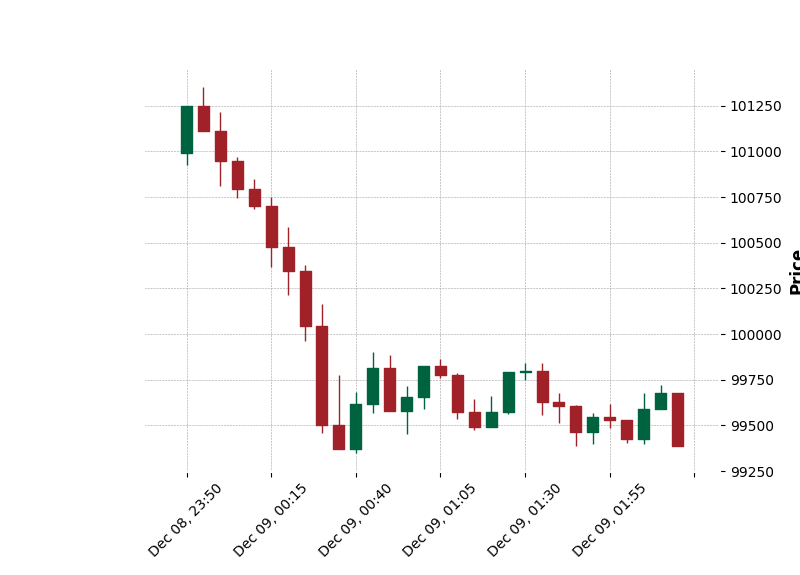 101250
101000
100750
100500
100250
100000
99750
99500
99250
Price
Dec 08, 23:50
Dec 09, 00:15
Dec 09, 00:40
Dec 09, 01:05
Dec 09, 01:30
Dec 09, 01:55